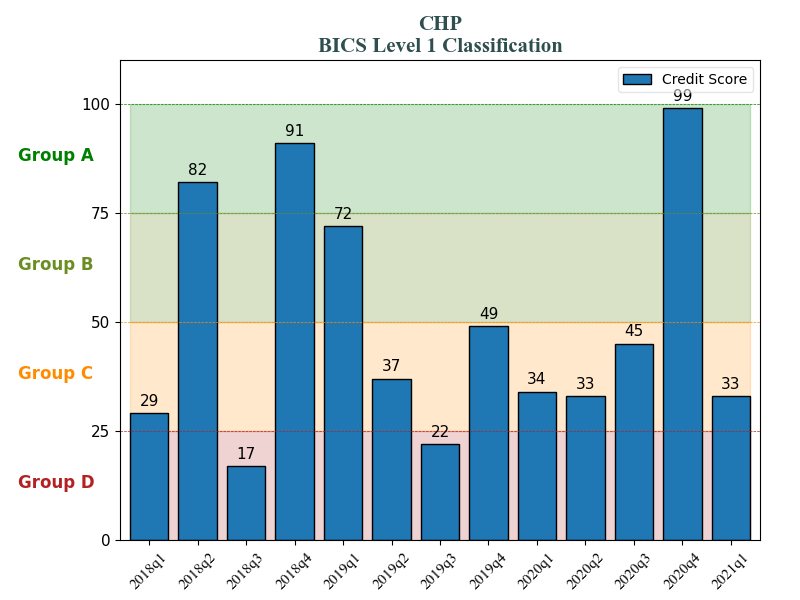 CHP
BICS Level 1 Classification
Credit Score
100
75
50
25
0
Group A
Group B
Group C
Group D
29
82
17
91
72
37
22
49
34
33
45
99
33
2018q1
2018q2
2018q3
2018q4
2019q1
2019q2
2019q3
2019q4
2020q1
2020q2
2020q3
2020q4
2021q1